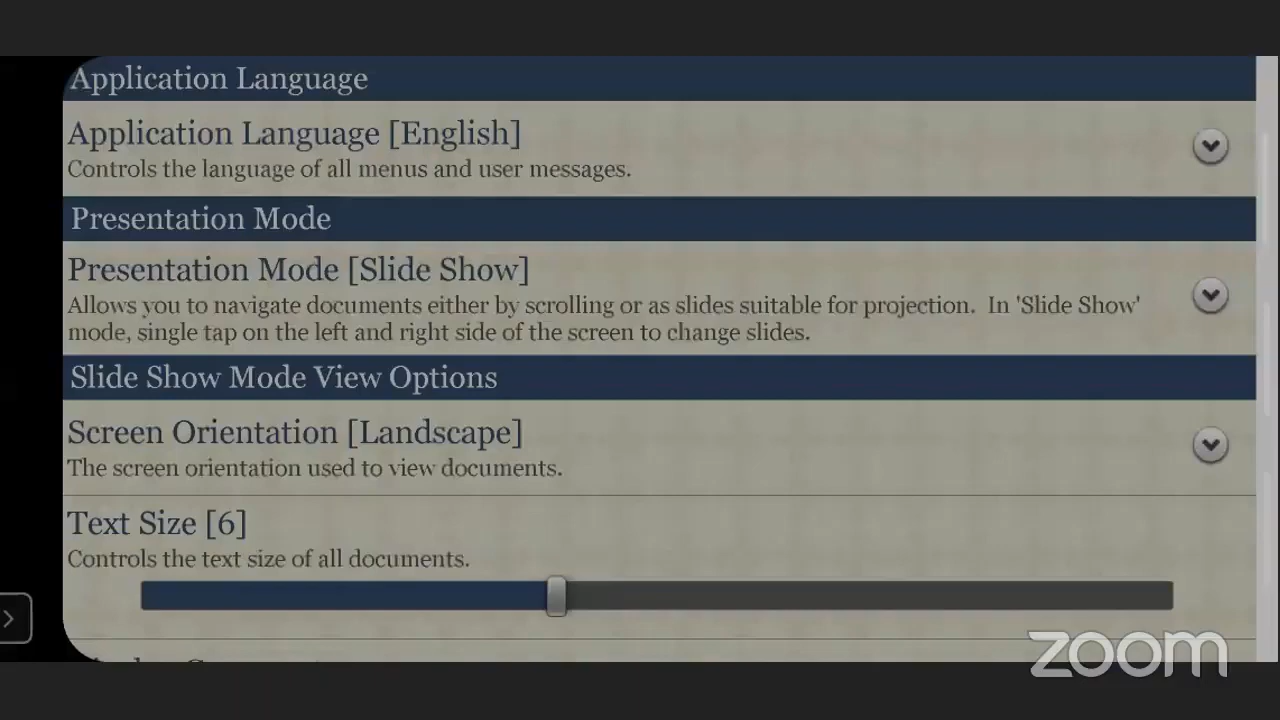 Application Language
Application Language [English]
Controls the language of all menus and user messages.
Presentation Mode
Presentation Mode [Slide Show]
Allows you to navigate documents either by scrolling or as slides suitable for projection.  In 'Slide Show'
mode, single tap on the left and right side of the screen to change slides.
Slide Show Mode View Options
Screen Orientation [Landscape]
The screen orientation used to view documents.
Text Size [6]
Controls the text size of all documents.
zoom